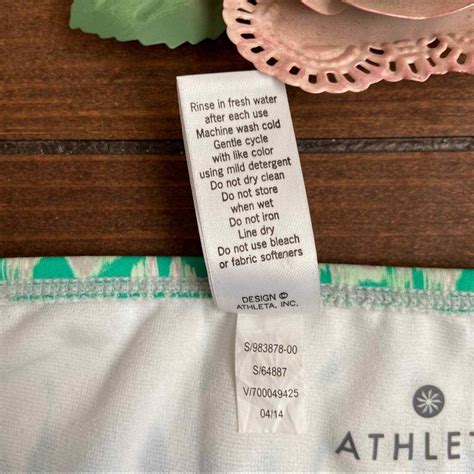 Rinse in fresh water
after each use
Machine wash cold
Gentle cycle
with like color
using mild detergent
Do not dry clean
Do not store
when wet
Do not iron
Line dry
Do not use bleach
or fabric softeners
DESIGN ©
ATHLETA, INC.
S/983878-00
S/64887
V/700049425
04/14
ATHLET